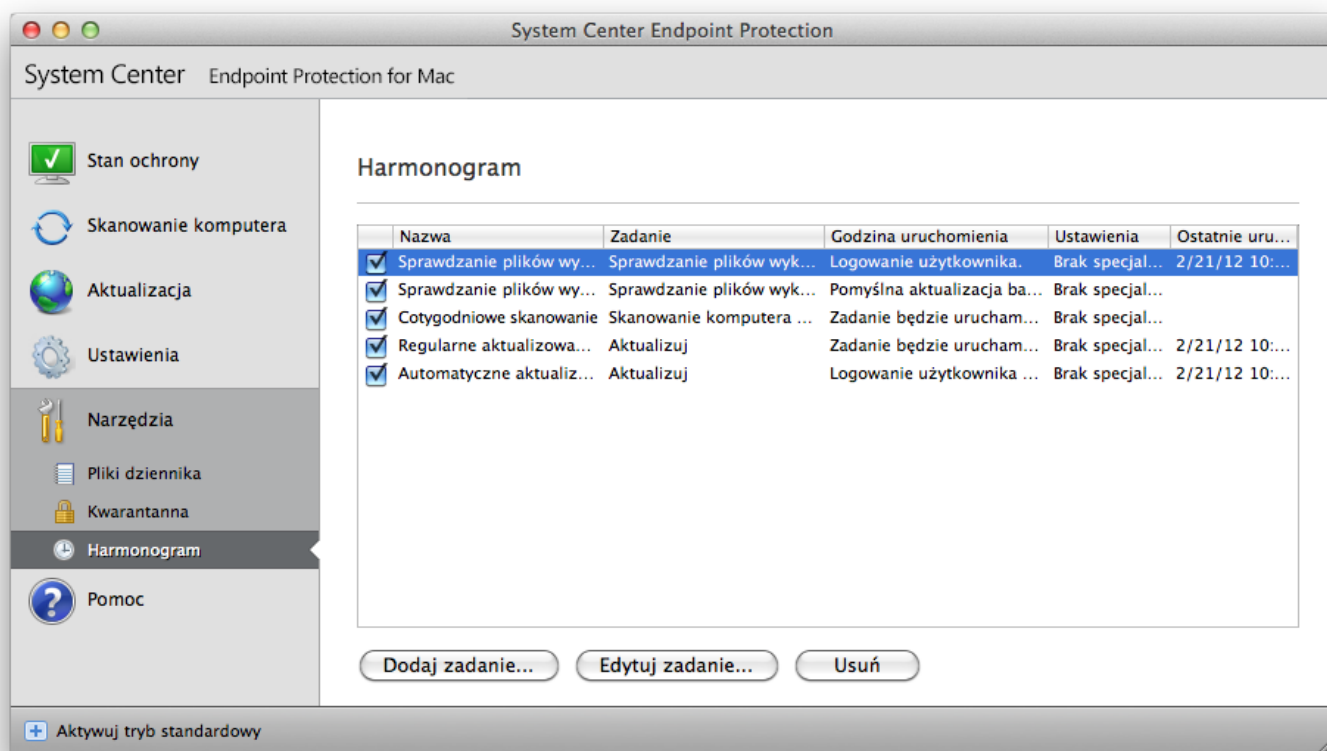 System Center Endpoint Protection
System Center Endpoint Protection for Mac
Stan ochrony
Skanowanie komputera
Aktualizacja
Ustawienia
Narzędzia
Pliki dziennika
Kwarantanna
Harmonogram
Pomoc
Harmonogram
Nazwa Zadanie Godzina uruchomienia Ustawienia Ostatnie uru...
Sprawdzanie plików wy... Sprawdzanie plików wyk... Logowanie użytkownika. Brak specjal... 2/21/12 10:...
Sprawdzanie plików wy... Sprawdzanie plików wyk... Pomyślna aktualizacja ba... Brak specjal...
Cotygodniowe skanowanie Skanowanie komputera ... Zadanie będzie urucham... Brak specjal...
Regularne aktualizowa... Aktualizuj Zadanie będzie urucham... Brak specjal... 2/21/12 10:...
Automatyczne aktualiz... Aktualizuj Logowanie użytkownika ... Brak specjal... 2/21/12 10:...
Dodaj zadanie... Edytuj zadanie... Usuń
Aktywuj tryb standardowy